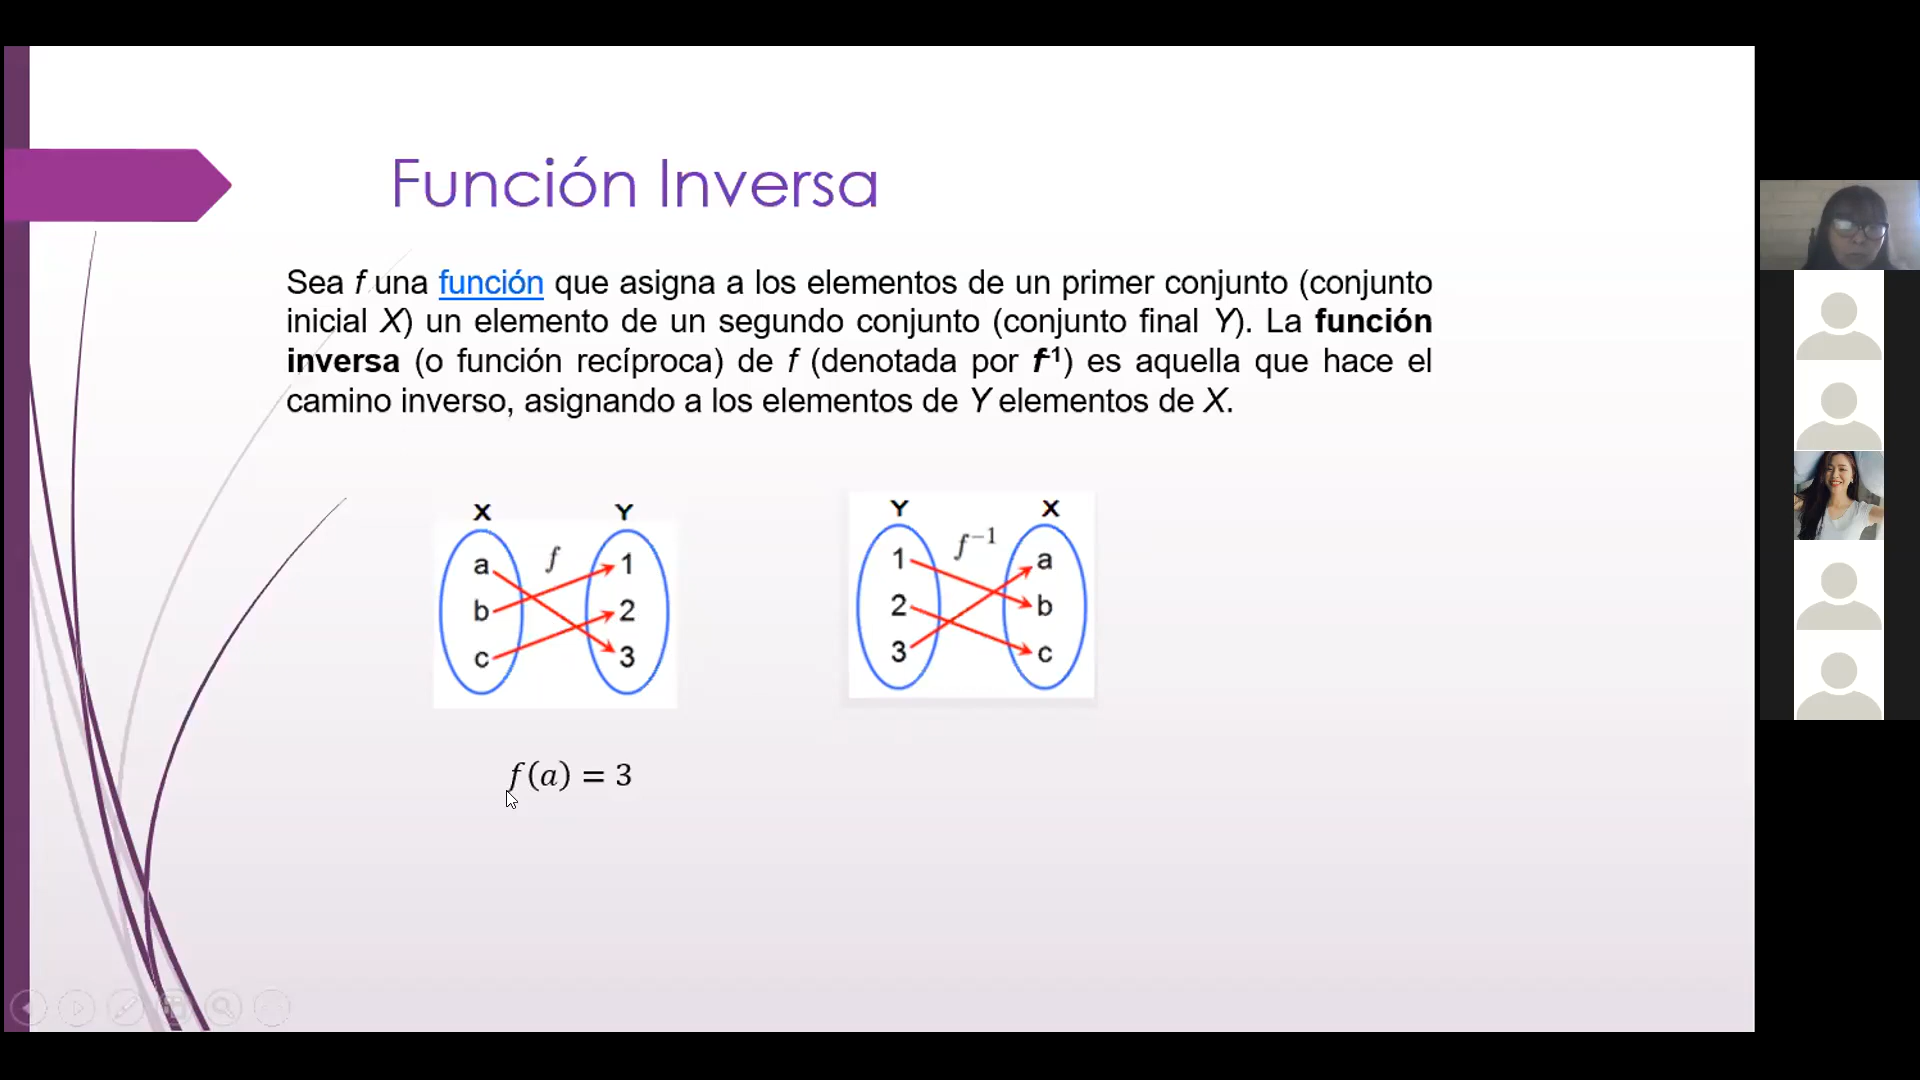 Función Inversa
Sea f una función que asigna a los elementos de un primer conjunto (conjunto
inicial X) un elemento de un segundo conjunto (conjunto final Y). La función
inversa (o función recíproca) de f (denotada por f⁻¹) es aquella que hace el
camino inverso, asignando a los elementos de Y elementos de X.
X Y
f
a 1
b 2
c 3
Y X
f⁻¹
1 a
2 b
3 c
f(a) = 3